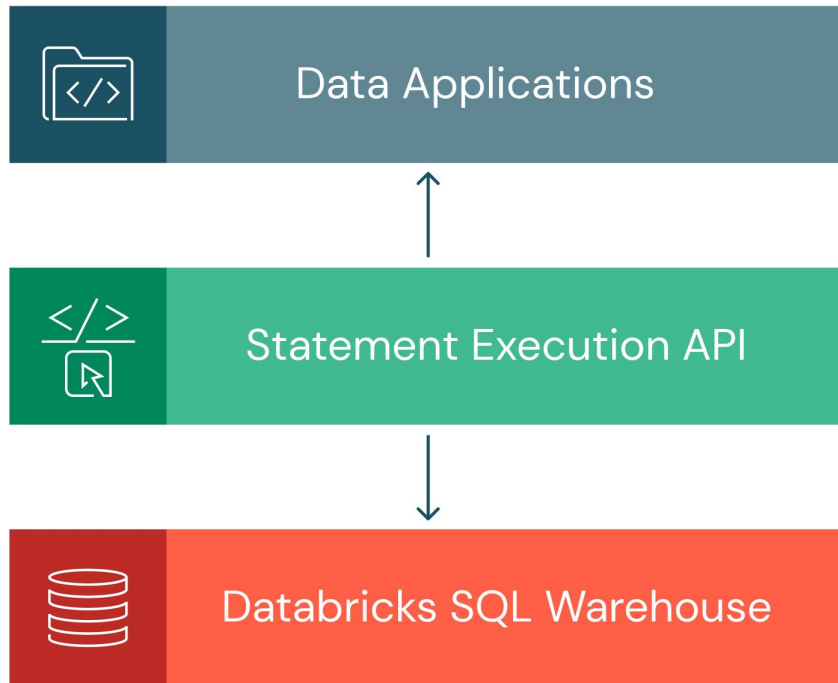 Data Applications
Statement Execution API
Databricks SQL Warehouse